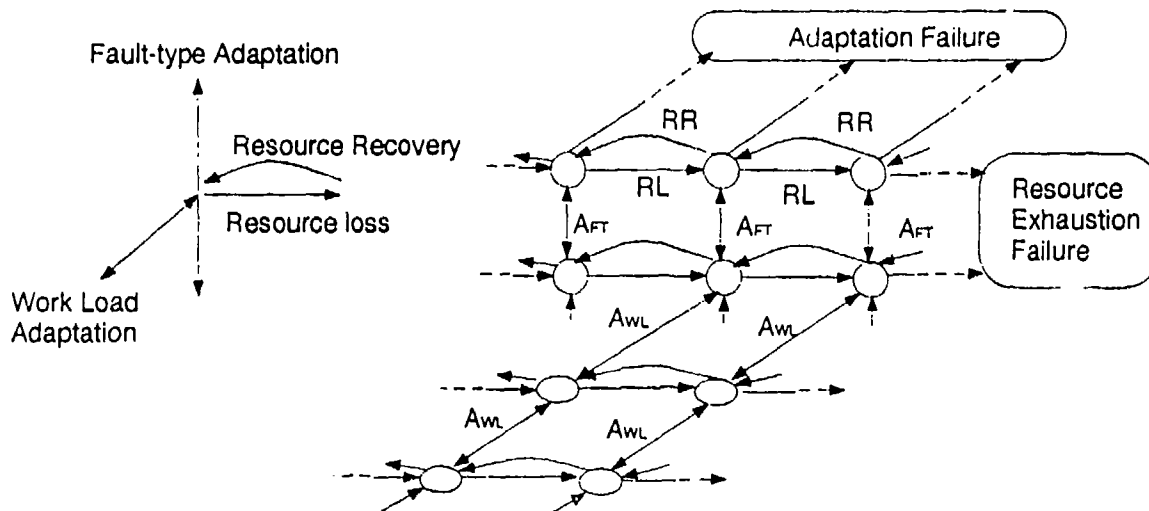 Adaptation Failure
Fault-type Adaptation
Resource Recovery
Resource loss
Work Load
Adaptation
RR
RR
RL
RL
Resource
Exhaustion
Failure
AFT
AFT
AFT
AWL
AWL
AWL
AWL